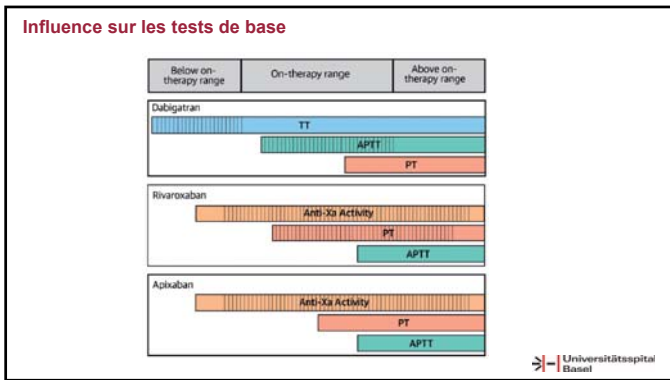 Influence sur les tests de base
Below on-
therapy range
On-therapy range
Above on-
therapy range
Dabigatran
TT
APTT
PT
Rivaroxaban
Anti-Xa Activity
PT
APTT
Apixaban
Anti-Xa Activity
PT
APTT
Universitätsspital
Basel